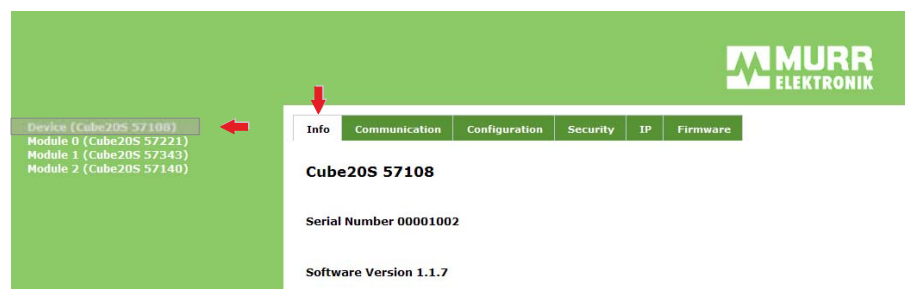 MURR
ELEKTRONIK
Device (Cube20S 57108)
Module 0 (Cube20S 57221)
Module 1 (Cube20S 57343)
Module 2 (Cube20S 57140)
Info Communication Configuration Security IP Firmware
Cube20S 57108
Serial Number 00001002
Software Version 1.1.7